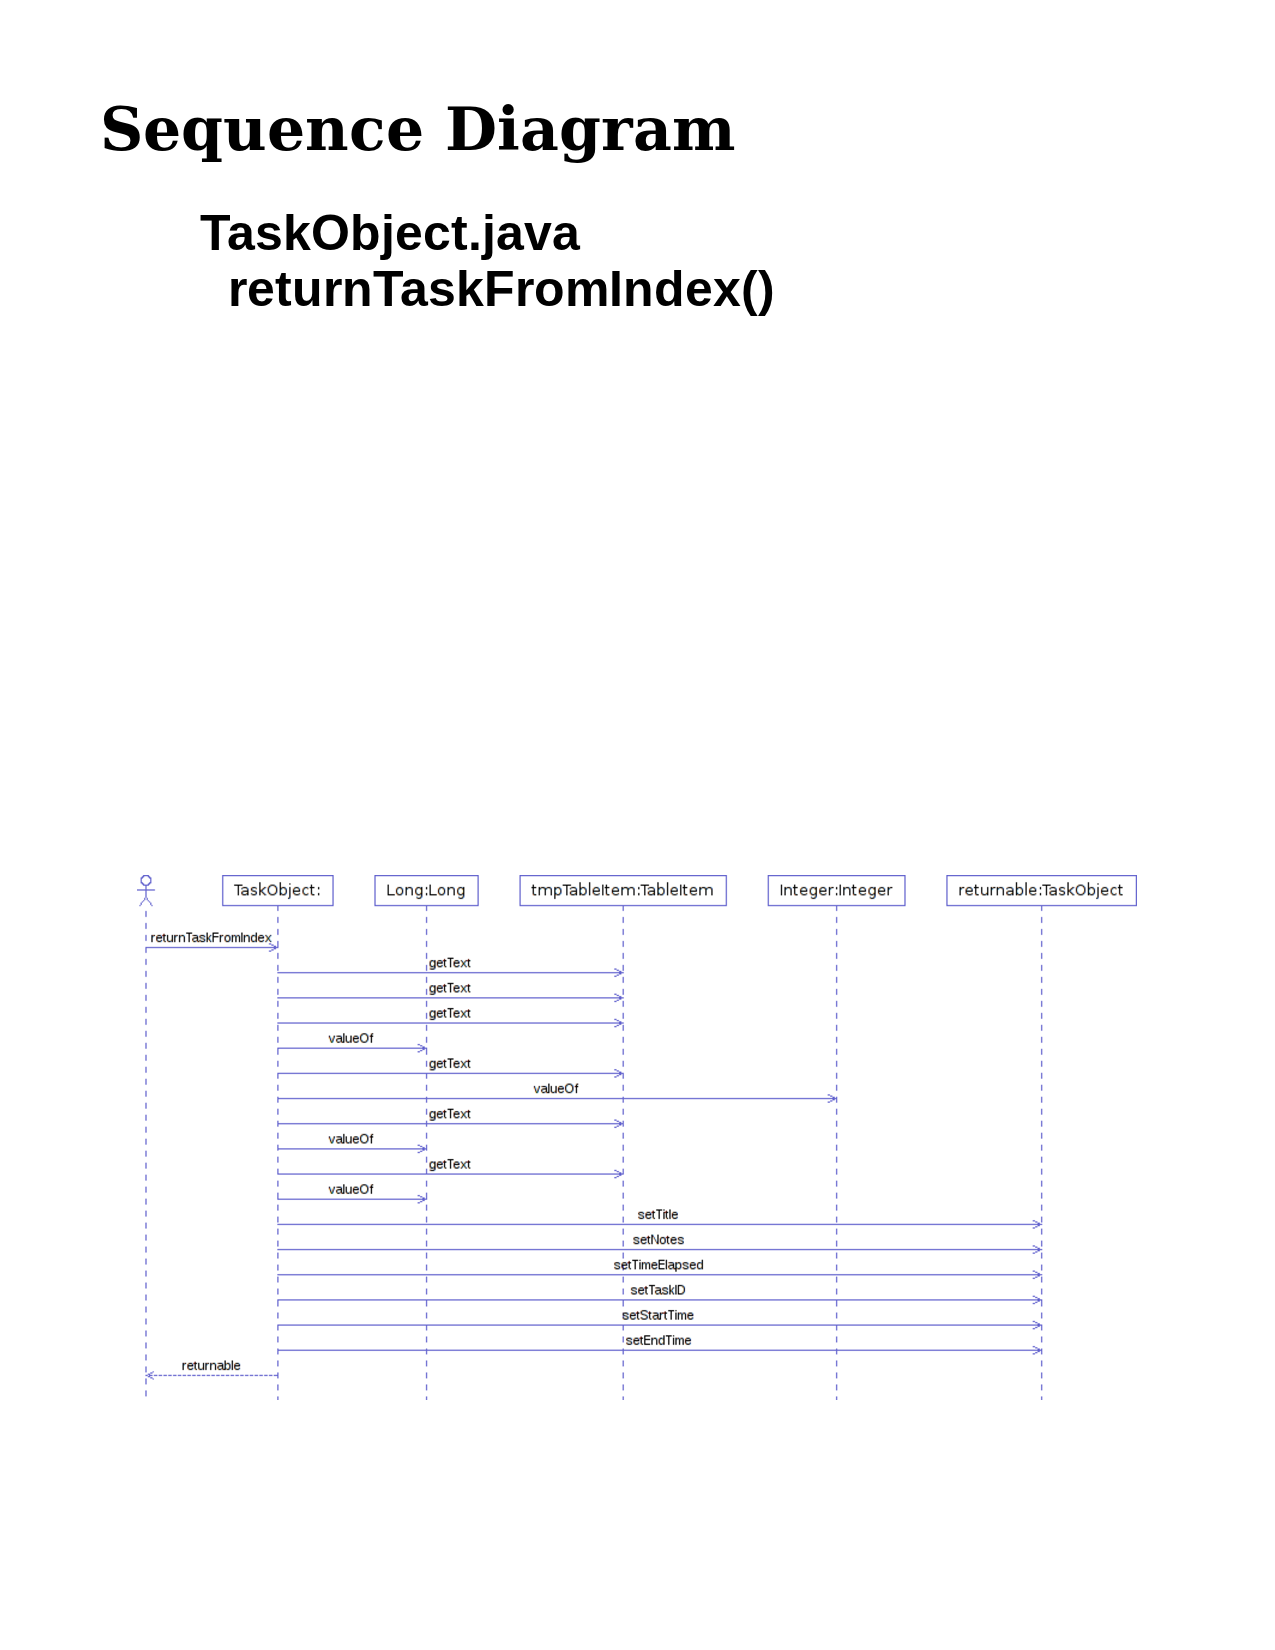 Sequence Diagram
TaskObject.java
returnTaskFromIndex()
TaskObject: Long:Long tmpTableItem:TableItem Integer:Integer returnable:TaskObject
returnTaskFromIndex
getText
getText
getText
valueOf
getText
valueOf
getText
valueOf
getText
valueOf
setTitle
setNotes
setTimeElapsed
setTaskID
setStartTime
setEndTime
returnable